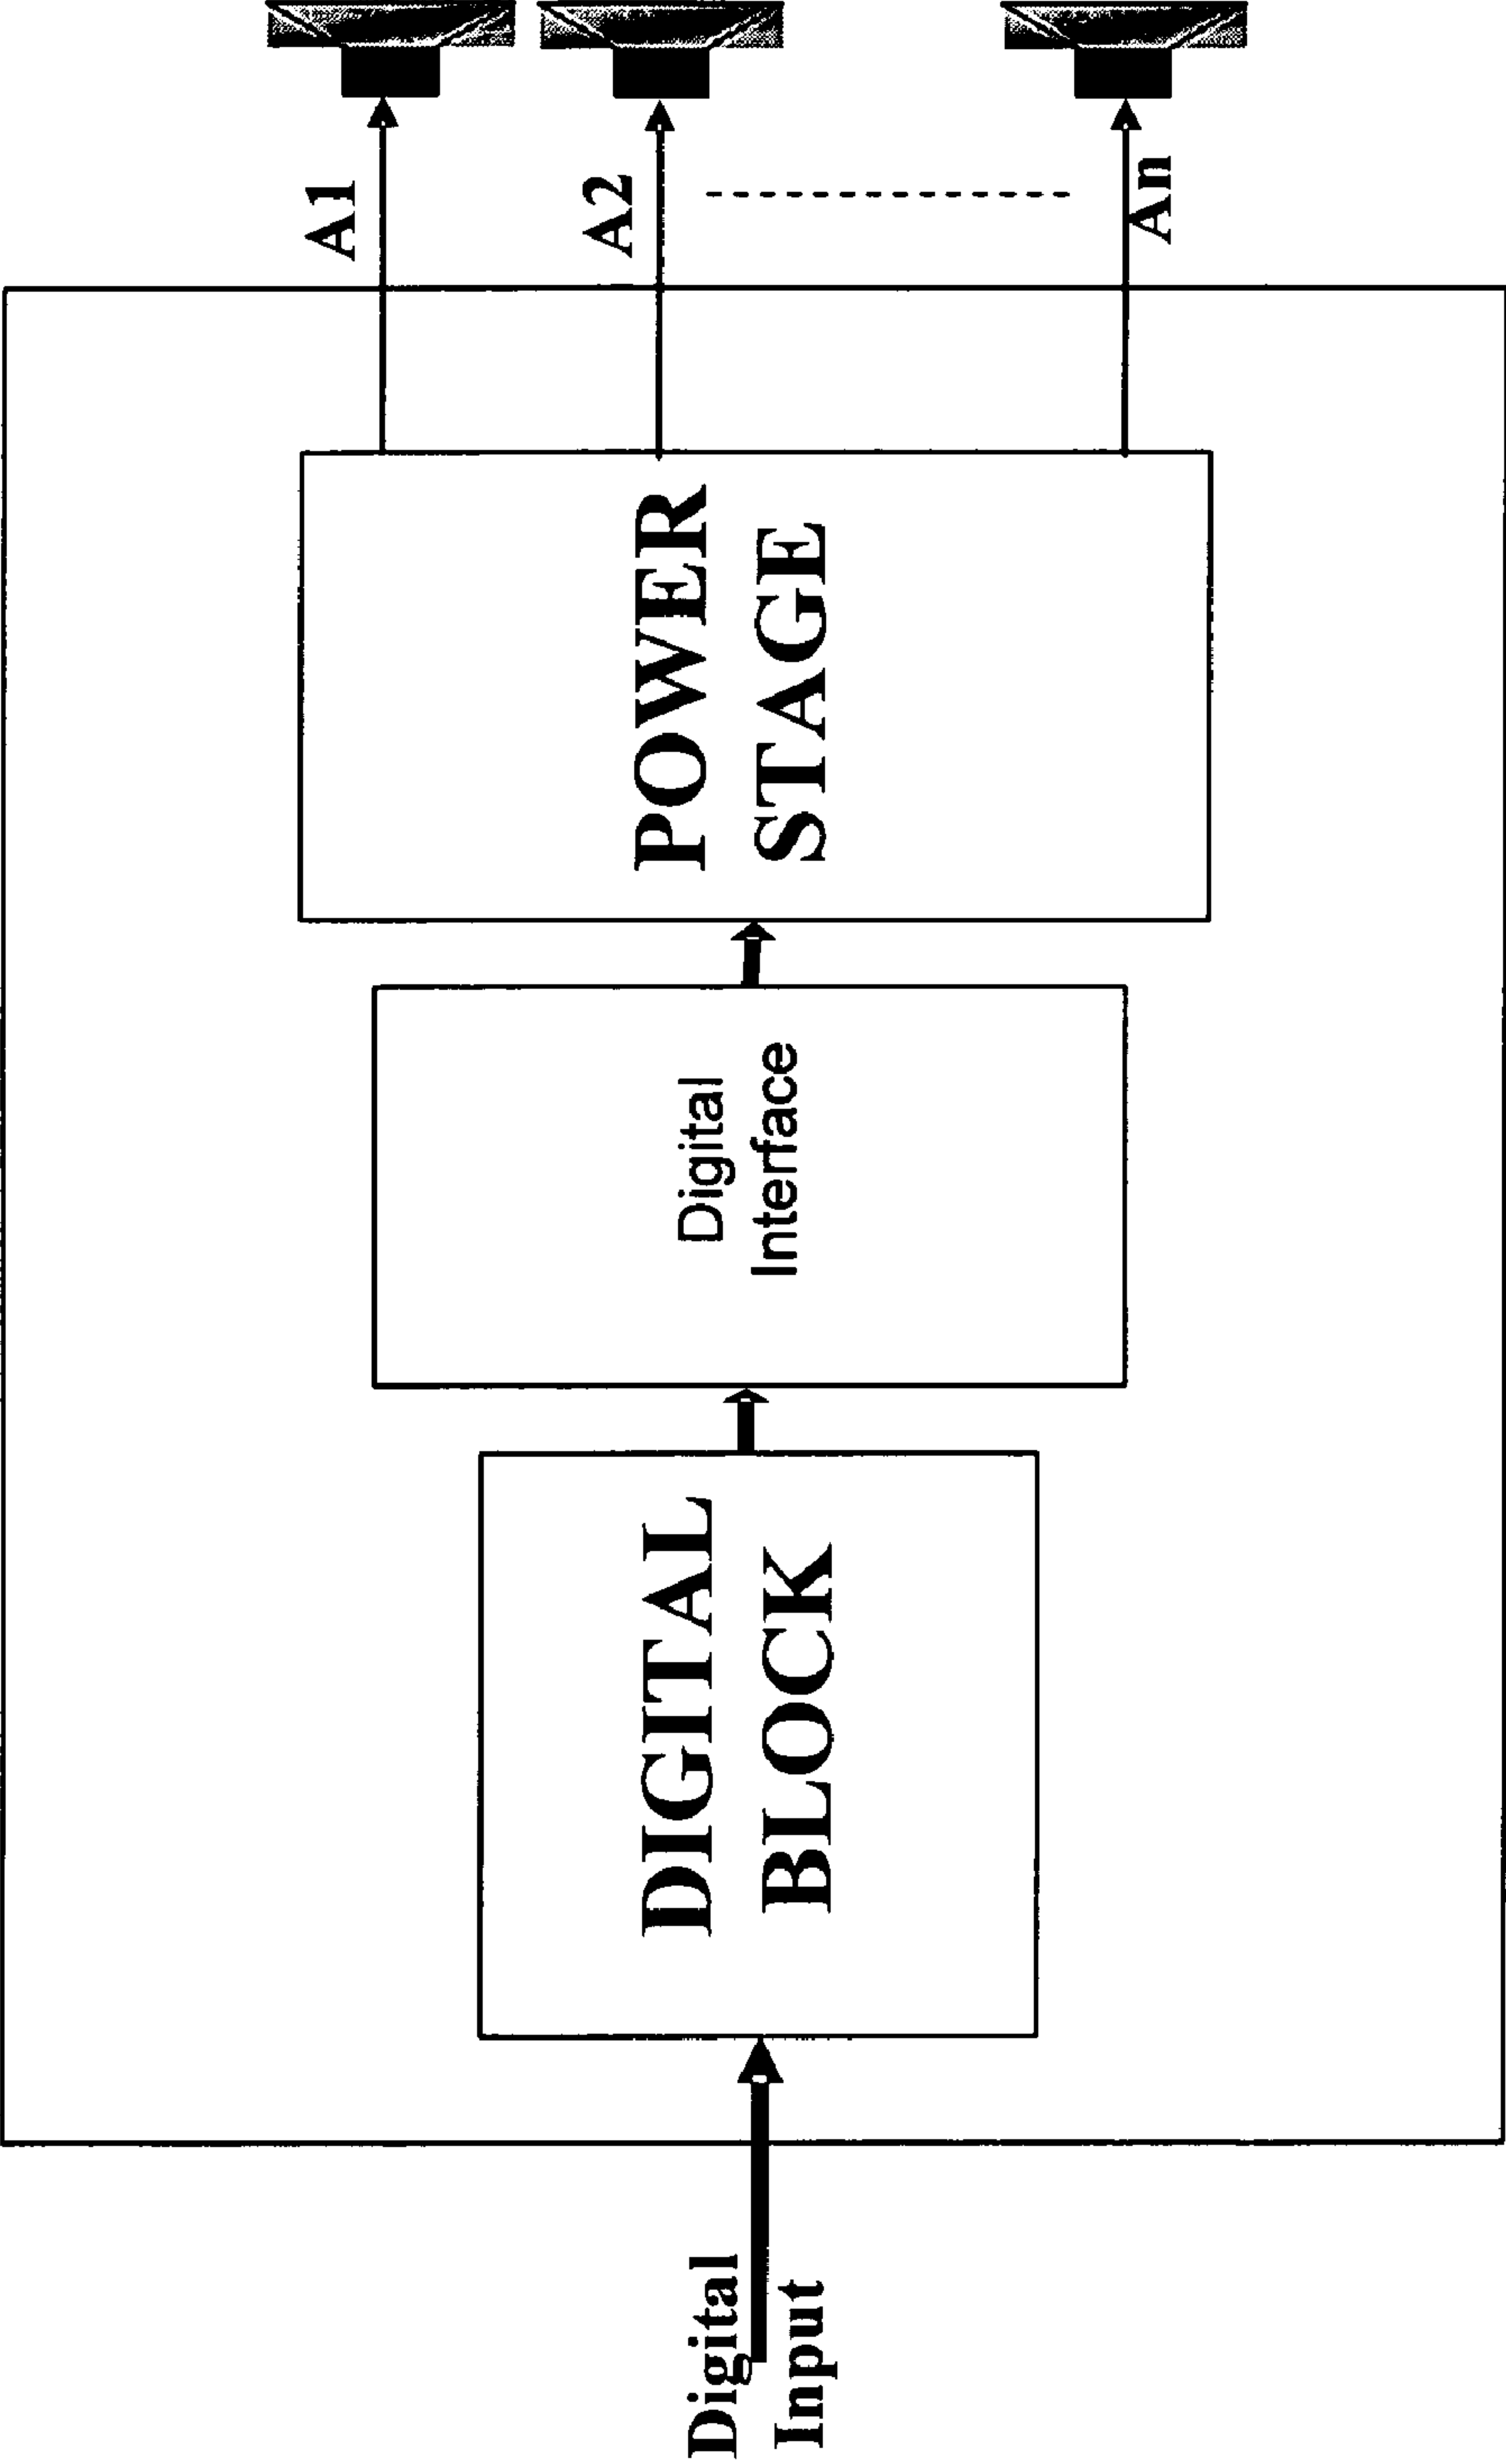 Digital
Input
DIGITAL
BLOCK
Digital
Interface
POWER
STAGE
A1
A2
An